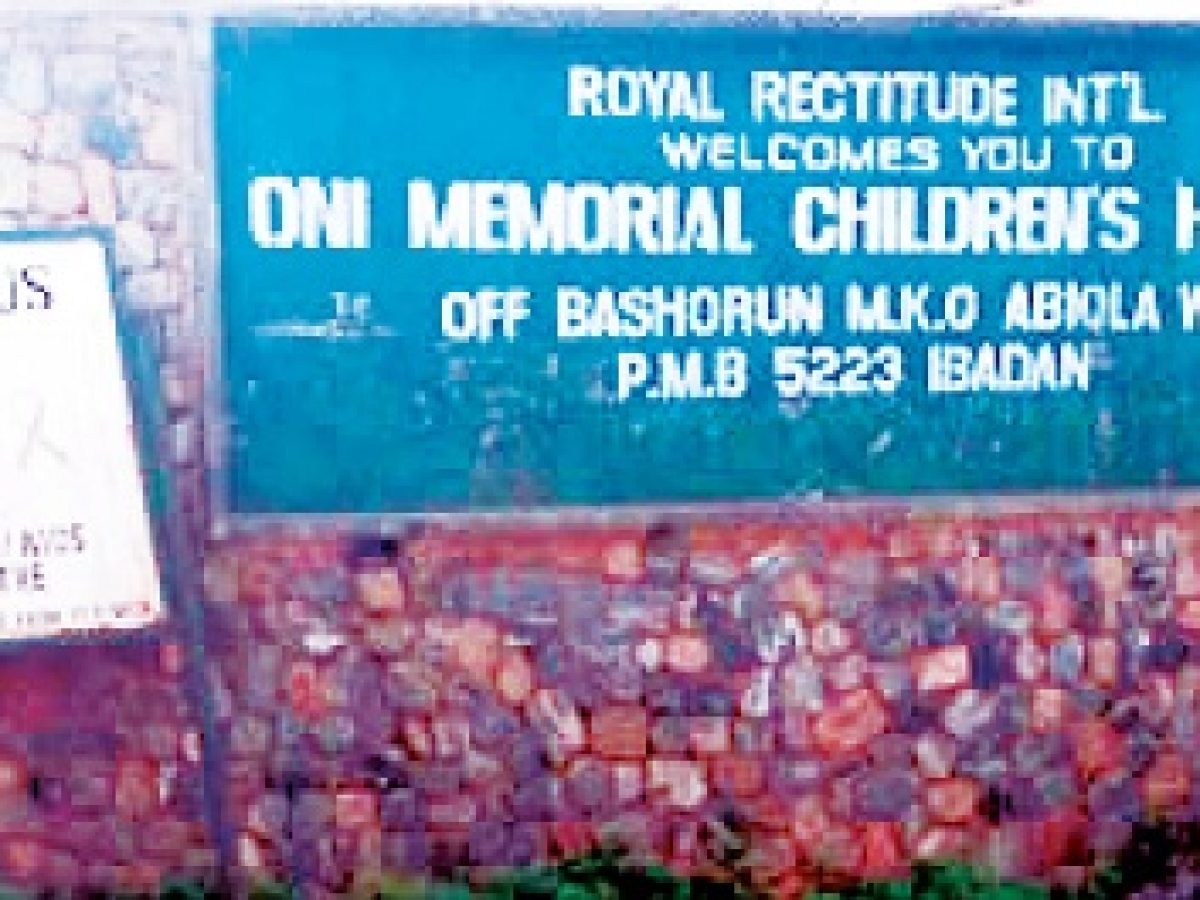 ROYAL RECTITUDE INT'L
WELCOMES YOU TO
ONI MEMORIAL CHILDREN'S H
OFF BASHORUN M.K.O ABIOLA W
P.M.B 5223 IBADAN